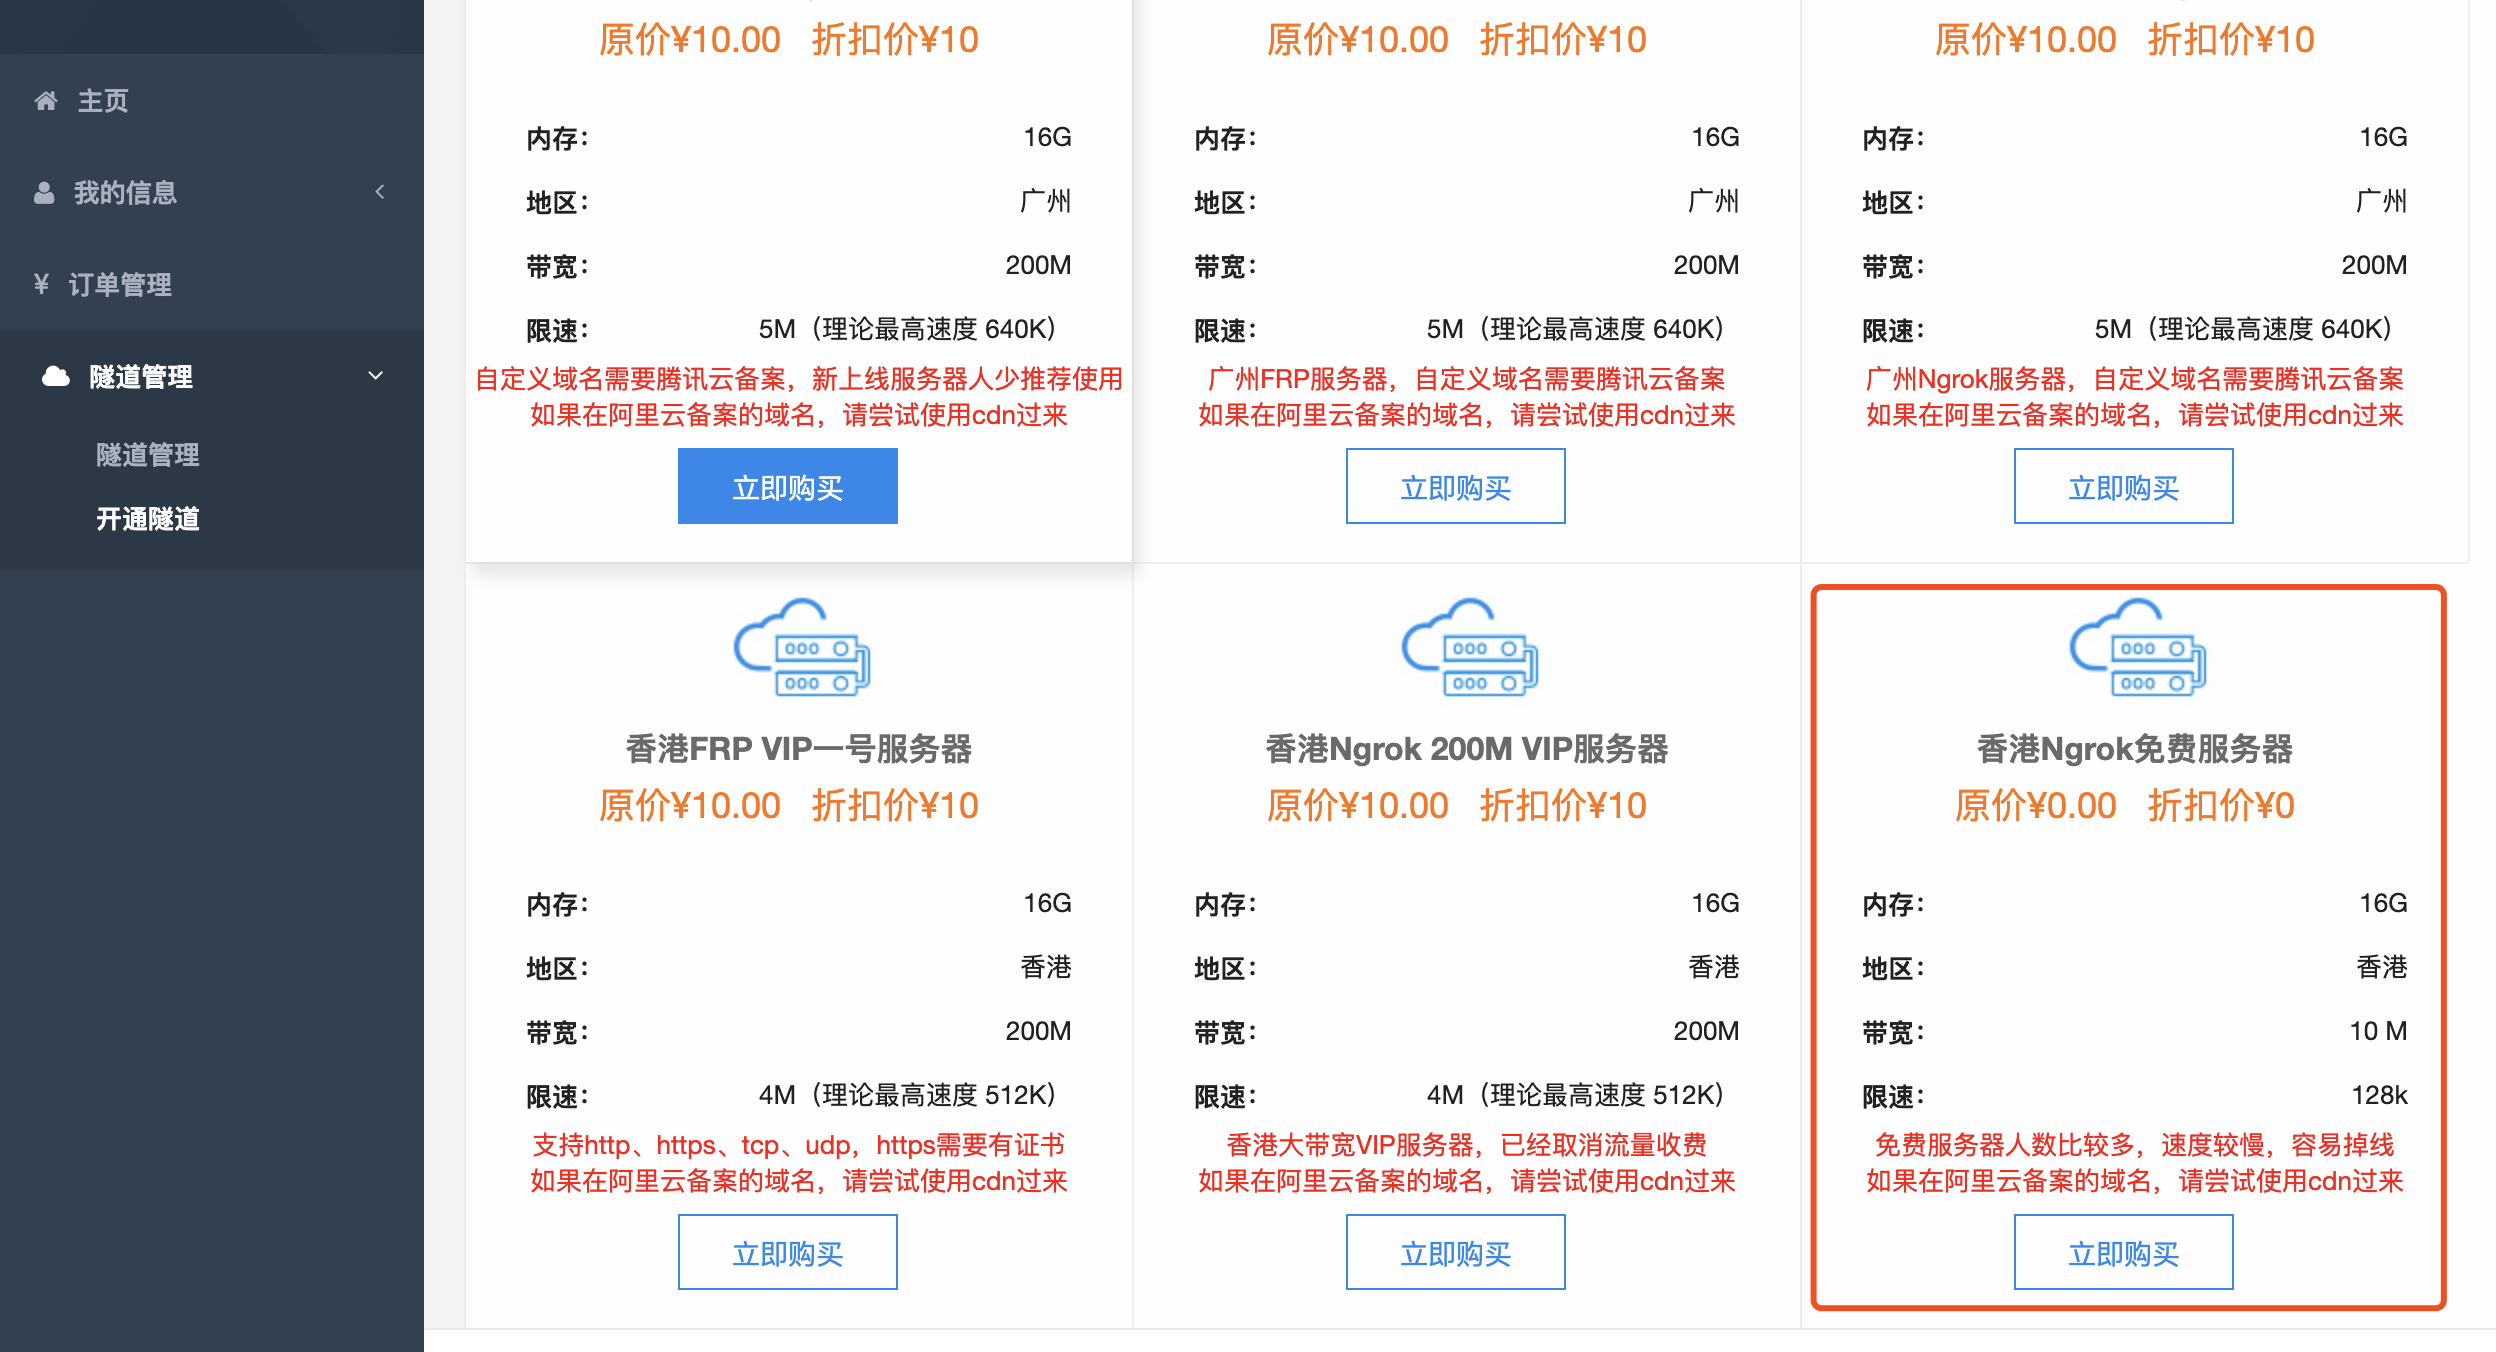 主页
我的信息
¥ 订单管理
隧道管理
隧道管理
开通隧道
原价¥10.00 折扣价¥10
内存： 16G
地区： 广州
带宽： 200M
限速： 5M（理论最高速度 640K）
自定义域名需要腾讯云备案，新上线服务器人少推荐使用
如果在阿里云备案的域名，请尝试使用cdn过来
立即购买
原价¥10.00 折扣价¥10
内存： 16G
地区： 广州
带宽： 200M
限速： 5M（理论最高速度 640K）
广州FRP服务器，自定义域名需要腾讯云备案
如果在阿里云备案的域名，请尝试使用cdn过来
立即购买
原价¥10.00 折扣价¥10
内存： 16G
地区： 广州
带宽： 200M
限速： 5M（理论最高速度 640K）
广州Ngrok服务器，自定义域名需要腾讯云备案
如果在阿里云备案的域名，请尝试使用cdn过来
立即购买
香港FRP VIP一号服务器
原价¥10.00 折扣价¥10
内存： 16G
地区： 香港
带宽： 200M
限速： 4M（理论最高速度 512K）
支持http、https、tcp、udp，https需要有证书
如果在阿里云备案的域名，请尝试使用cdn过来
立即购买
香港Ngrok 200M VIP服务器
原价¥10.00 折扣价¥10
内存： 16G
地区： 香港
带宽： 200M
限速： 4M（理论最高速度 512K）
香港大带宽VIP服务器，已经取消流量收费
如果在阿里云备案的域名，请尝试使用cdn过来
立即购买
香港Ngrok免费服务器
原价¥0.00 折扣价¥0
内存： 16G
地区： 香港
带宽： 10 M
限速： 128k
免费服务器人数比较多，速度较慢，容易掉线
如果在阿里云备案的域名，请尝试使用cdn过来
立即购买